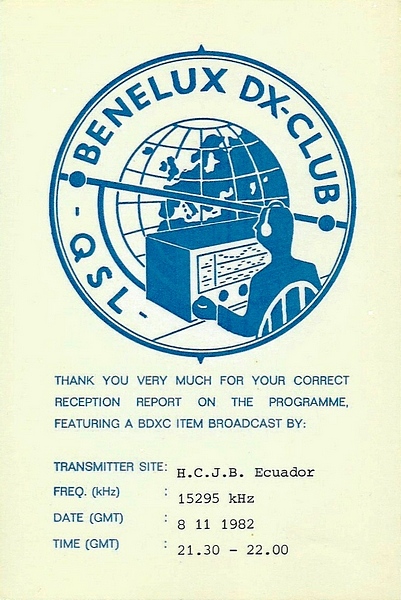 BENELUX DX-CLUB
- QSL -
THANK YOU VERY MUCH FOR YOUR CORRECT
RECEPTION REPORT ON THE PROGRAMME,
FEATURING A BDXC ITEM BROADCAST BY:
TRANSMITTER SITE: H.C.J.B. Ecuador
FREQ. (kHz) : 15295 kHz
DATE (GMT) : 8 11 1982
TIME (GMT) : 21.30 - 22.00